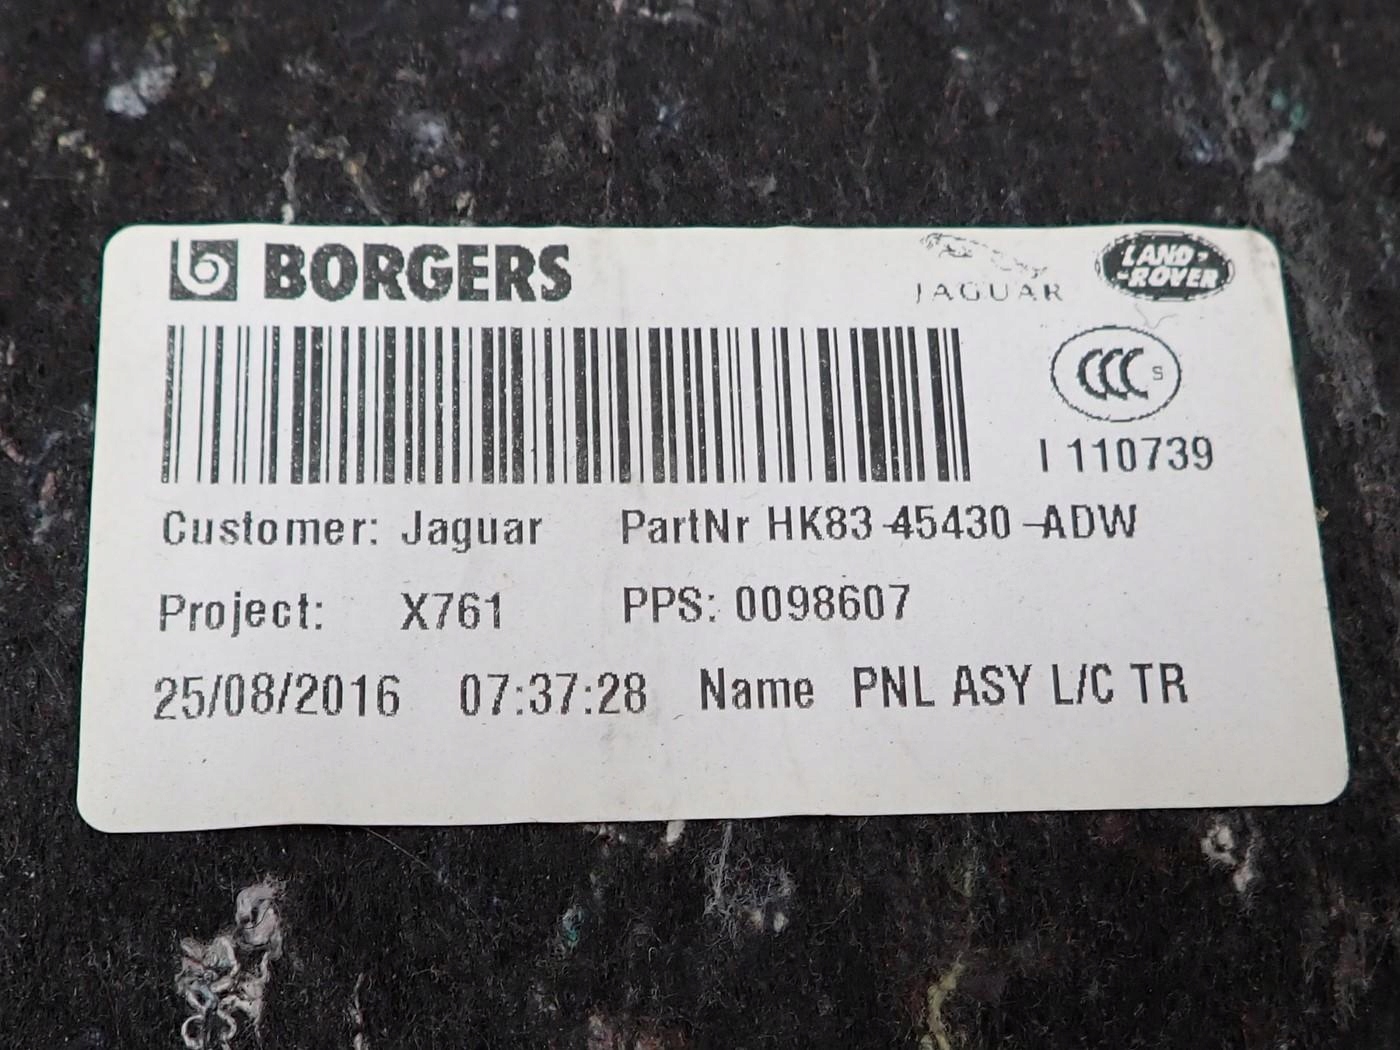 BORGERS
JAGUAR
LAND-
-ROVER
CCC S
I 110739
Customer: Jaguar PartNr HK83-45430-ADW
Project: X761 PPS: 0098607
25/08/2016 07:37:28 Name PNL ASY L/C TR